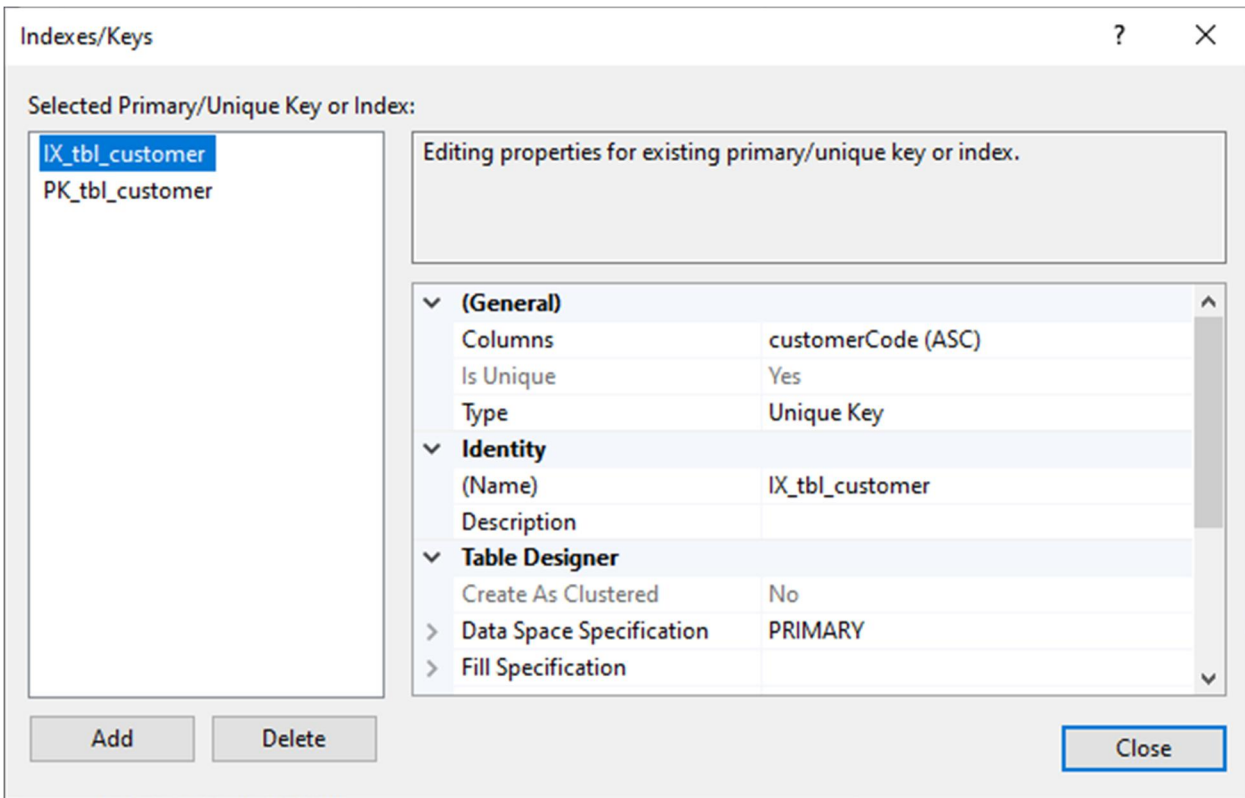 Indexes/Keys
Selected Primary/Unique Key or Index:
IX_tbl_customer
PK_tbl_customer
Editing properties for existing primary/unique key or index.
(General)
Columns customerCode (ASC)
Is Unique Yes
Type Unique Key
Identity
(Name) IX_tbl_customer
Description
Table Designer
Create As Clustered No
Data Space Specification PRIMARY
Fill Specification
Add Delete
Close